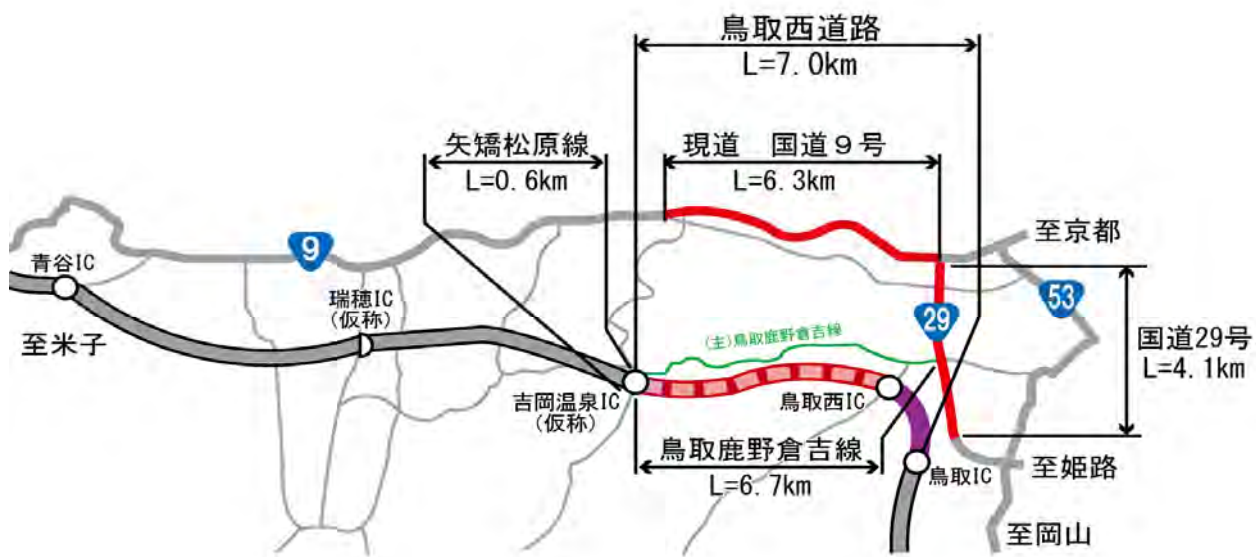 鳥取西道路
L=7.0km
矢矯松原線
L=0.6km
現道 国道9号
L=6.3km
至京都
9
青谷IC
瑞穂IC
(仮称)
53
29
至米子
(主)鳥取鹿野倉吉線
国道29号
L=4.1km
吉岡温泉IC
(仮称)
鳥取西IC
鳥取鹿野倉吉線
L=6.7km
鳥取IC
至姫路
至岡山